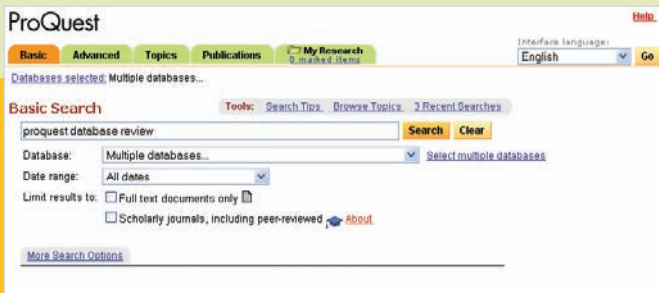 ProQuest
Help
Interface language:
English Go
Basic Advanced Topics Publications My Research
0 marked items
Databases selected: Multiple databases...
Basic Search
Tools: Search Tips Browse Topics 3 Recent Searches
proquest database review Search Clear
Database: Multiple databases... Select multiple databases
Date range: All dates
Limit results to: Full text documents only
Scholarly journals, including peer-reviewed About
More Search Options